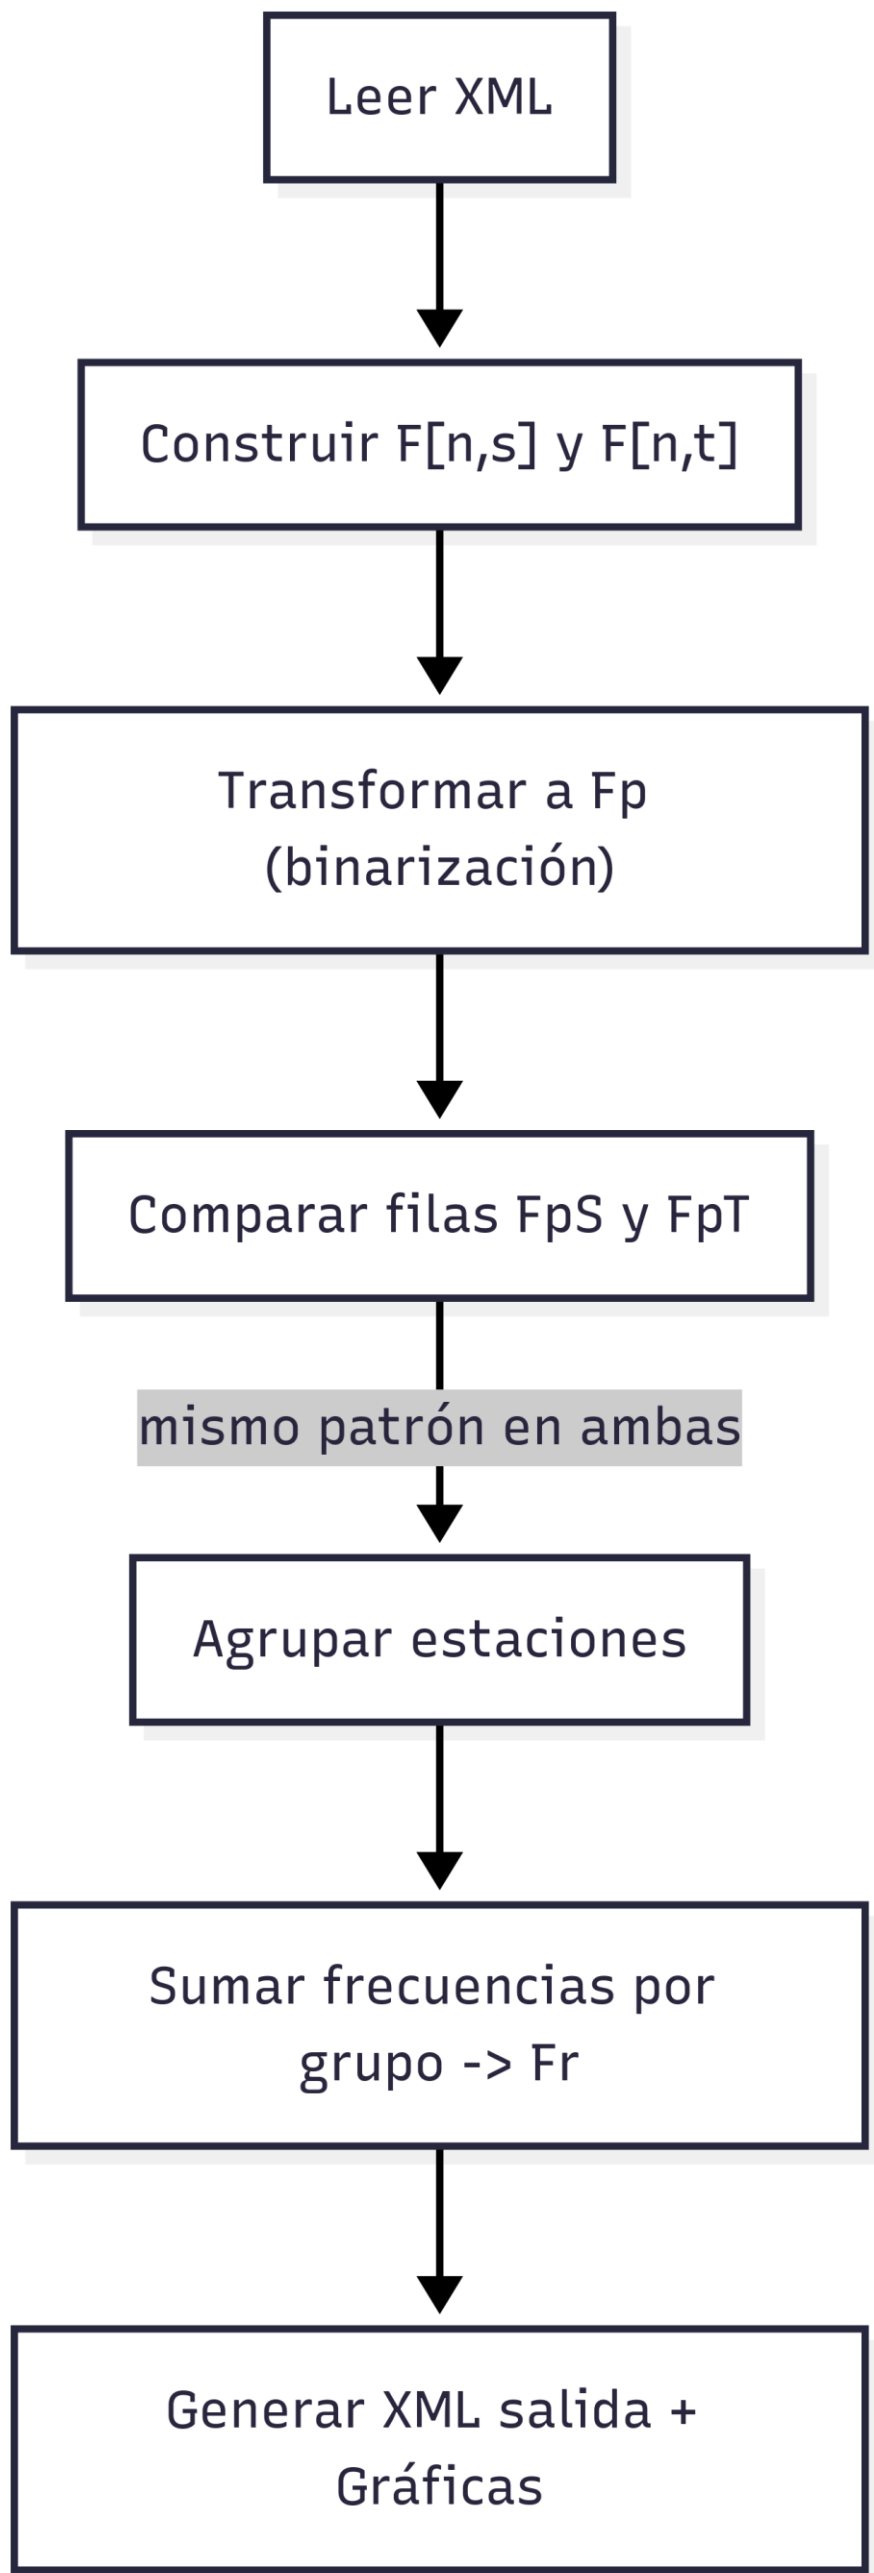 Leer XML
Construir F[n,s] y F[n,t]
Transformar a Fp
(binarización)
Comparar filas FpS y FpT
mismo patrón en ambas
Agrupar estaciones
Sumar frecuencias por
grupo -> Fr
Generar XML salida +
Gráficas